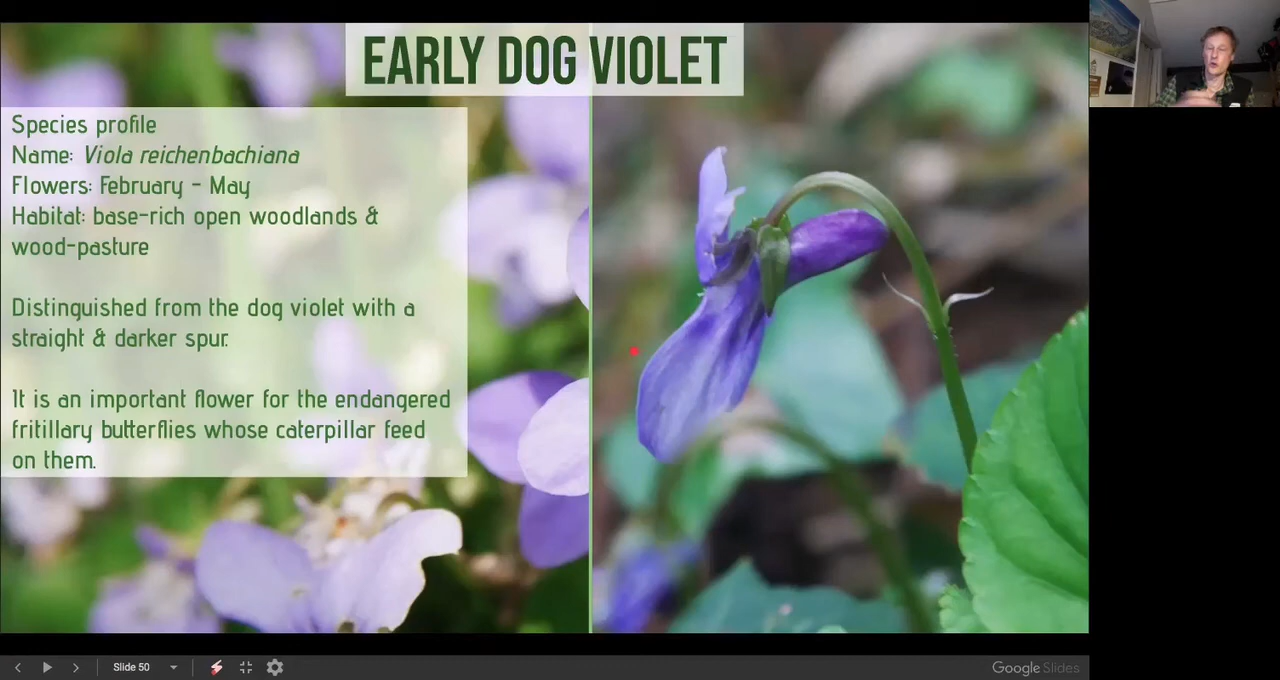 EARLY DOG VIOLET
Species profile
Name: Viola reichenbachiana
Flowers: February - May
Habitat: base-rich open woodlands &
wood-pasture
Distinguished from the dog violet with a
straight & darker spur.
It is an important flower for the endangered
fritillary butterflies whose caterpillar feed
on them.
Slide 50
Google Slides